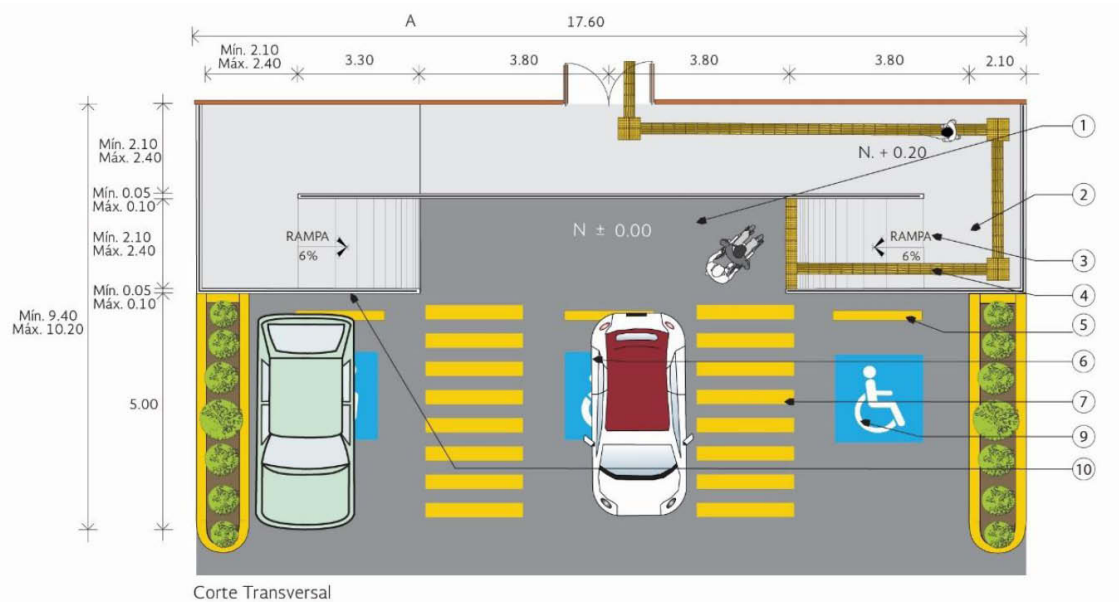 A
17.60
Mín. 2.10
Máx. 2.40
3.30
3.80
3.80
3.80
2.10
Mín. 2.10
Máx. 2.40
Mín. 0.05
Máx. 0.10
Mín. 2.10
Máx. 2.40
Mín. 0.05
Máx. 0.10
Mín. 9.40
Máx. 10.20
5.00
N. + 0.20
N ± 0.00
RAMPA
6%
RAMPA
6%
1
2
3
4
5
6
7
9
10
Corte Transversal